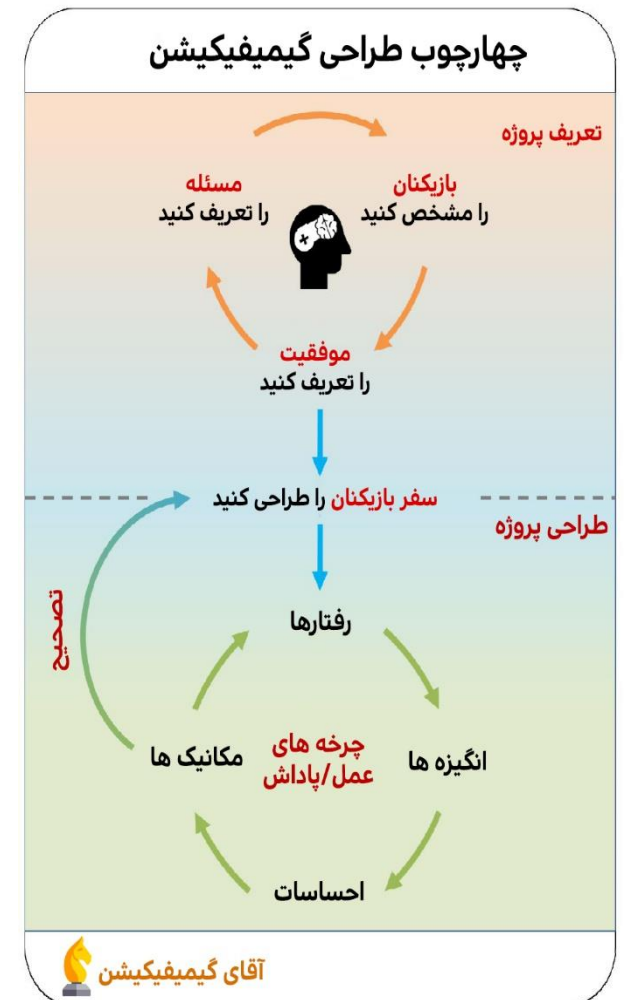 چهارچوب طراحی گیمیفیکیشن
تعریف پروژه
بازیکنان
را مشخص کنید
مسئله
را تعریف کنید
موفقیت
را تعریف کنید
سفر بازیکنان را طراحی کنید
طراحی پروژه
تصحیح
رفتارها
انگیزه ها
چرخه های
عمل/پاداش
مکانیک ها
احساسات
آقای گیمیفیکیشن